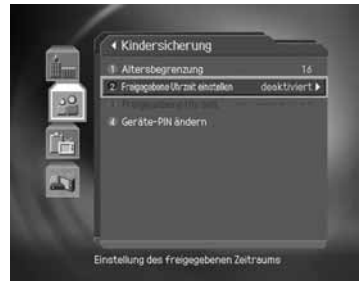 Kindersicherung
1 Altersbegrenzung 16
2 Freigegebene Uhrzeit einstellen deaktiviert
4 Geräte-PIN ändern
Einstellung des freigegebenen Zeitraums